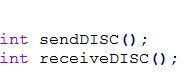 int sendDISC();
int receiveDISC();